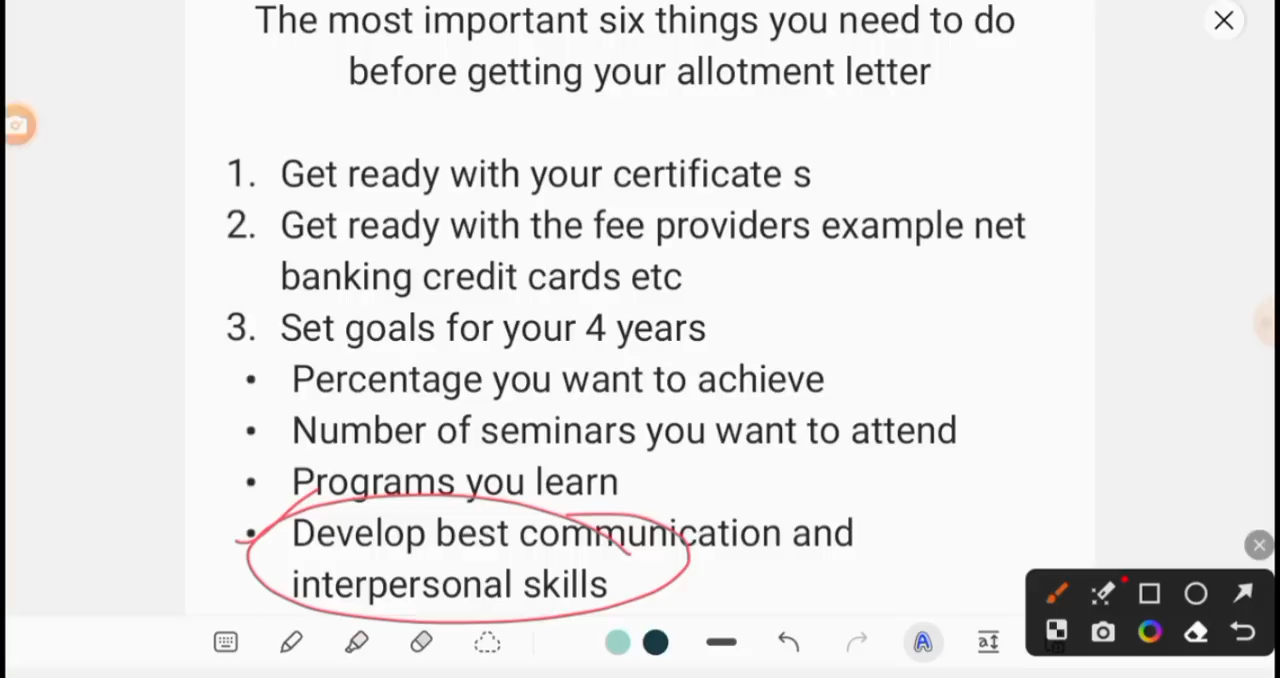 The most important six things you need to do
before getting your allotment letter
1. Get ready with your certificate s
2. Get ready with the fee providers example net
banking credit cards etc
3. Set goals for your 4 years
• Percentage you want to achieve
• Number of seminars you want to attend
• Programs you learn
• Develop best communication and
interpersonal skills